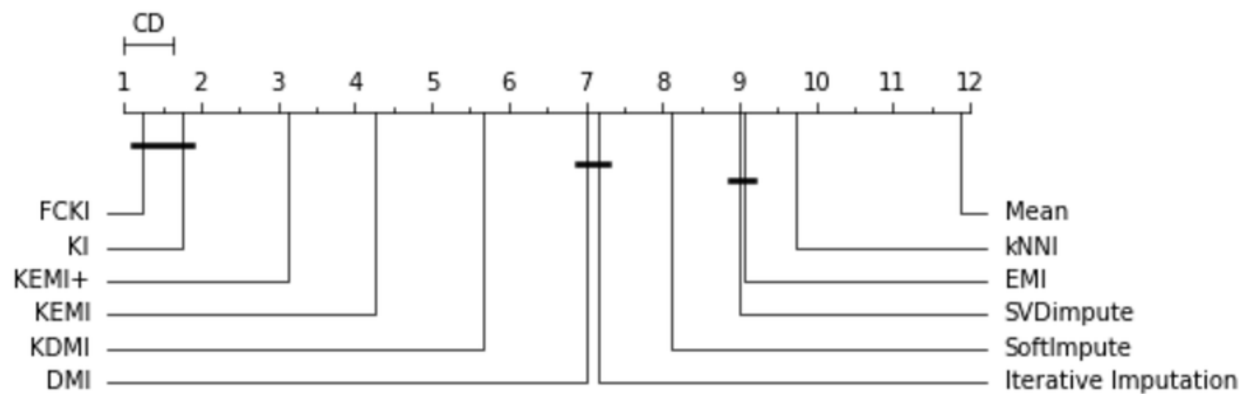 CD
1 2 3 4 5 6 7 8 9 10 11 12
FCKI Mean
KI kNNI
KEMI+ EMI
KEMI SVDimpute
KDMI SoftImpute
DMI Iterative Imputation